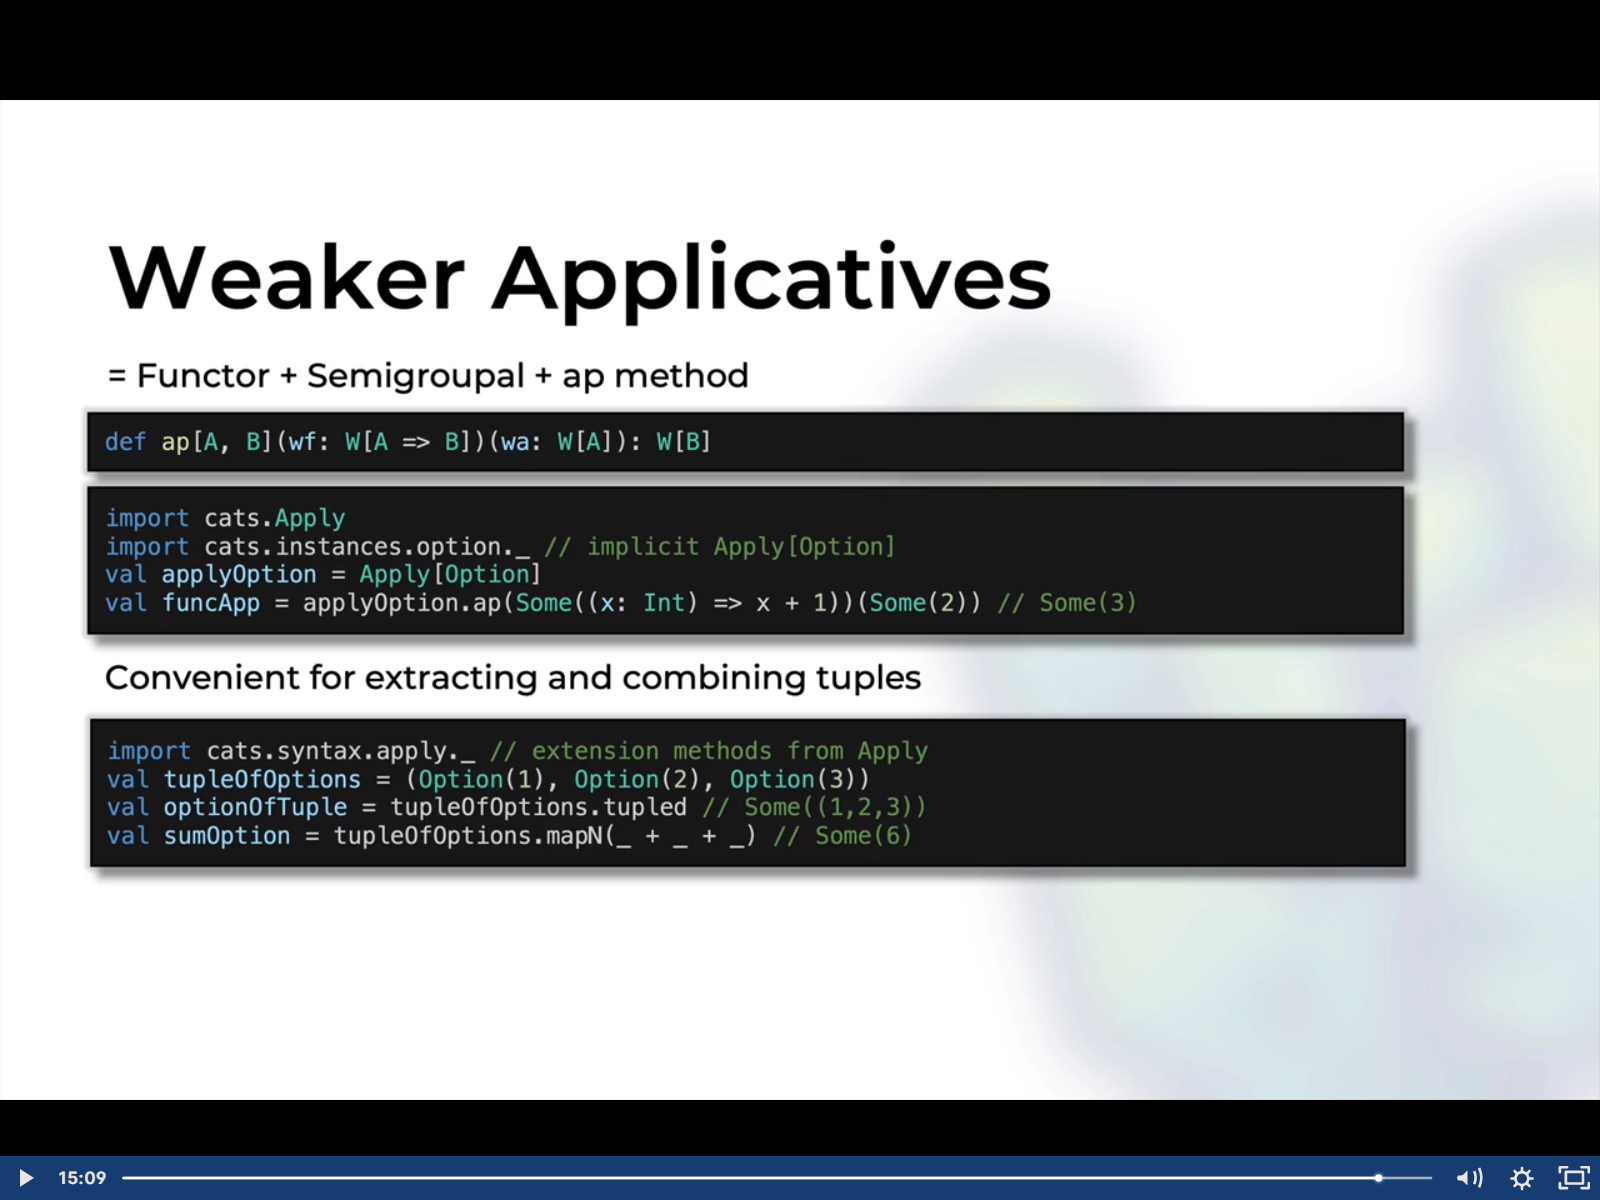 Weaker Applicatives
= Functor + Semigroupal + ap method
def ap[A, B](wf: W[A => B])(wa: W[A]): W[B]
import cats.Apply
import cats.instances.option._ // implicit Apply[Option]
val applyOption = Apply[Option]
val funcApp = applyOption.ap(Some((x: Int) => x + 1))(Some(2)) // Some(3)
Convenient for extracting and combining tuples
import cats.syntax.apply._ // extension methods from Apply
val tupleOfOptions = (Option(1), Option(2), Option(3))
val optionOfTuple = tupleOfOptions.tupled // Some((1,2,3))
val sumOption = tupleOfOptions.mapN(_ + _ + _) // Some(6)
15:09